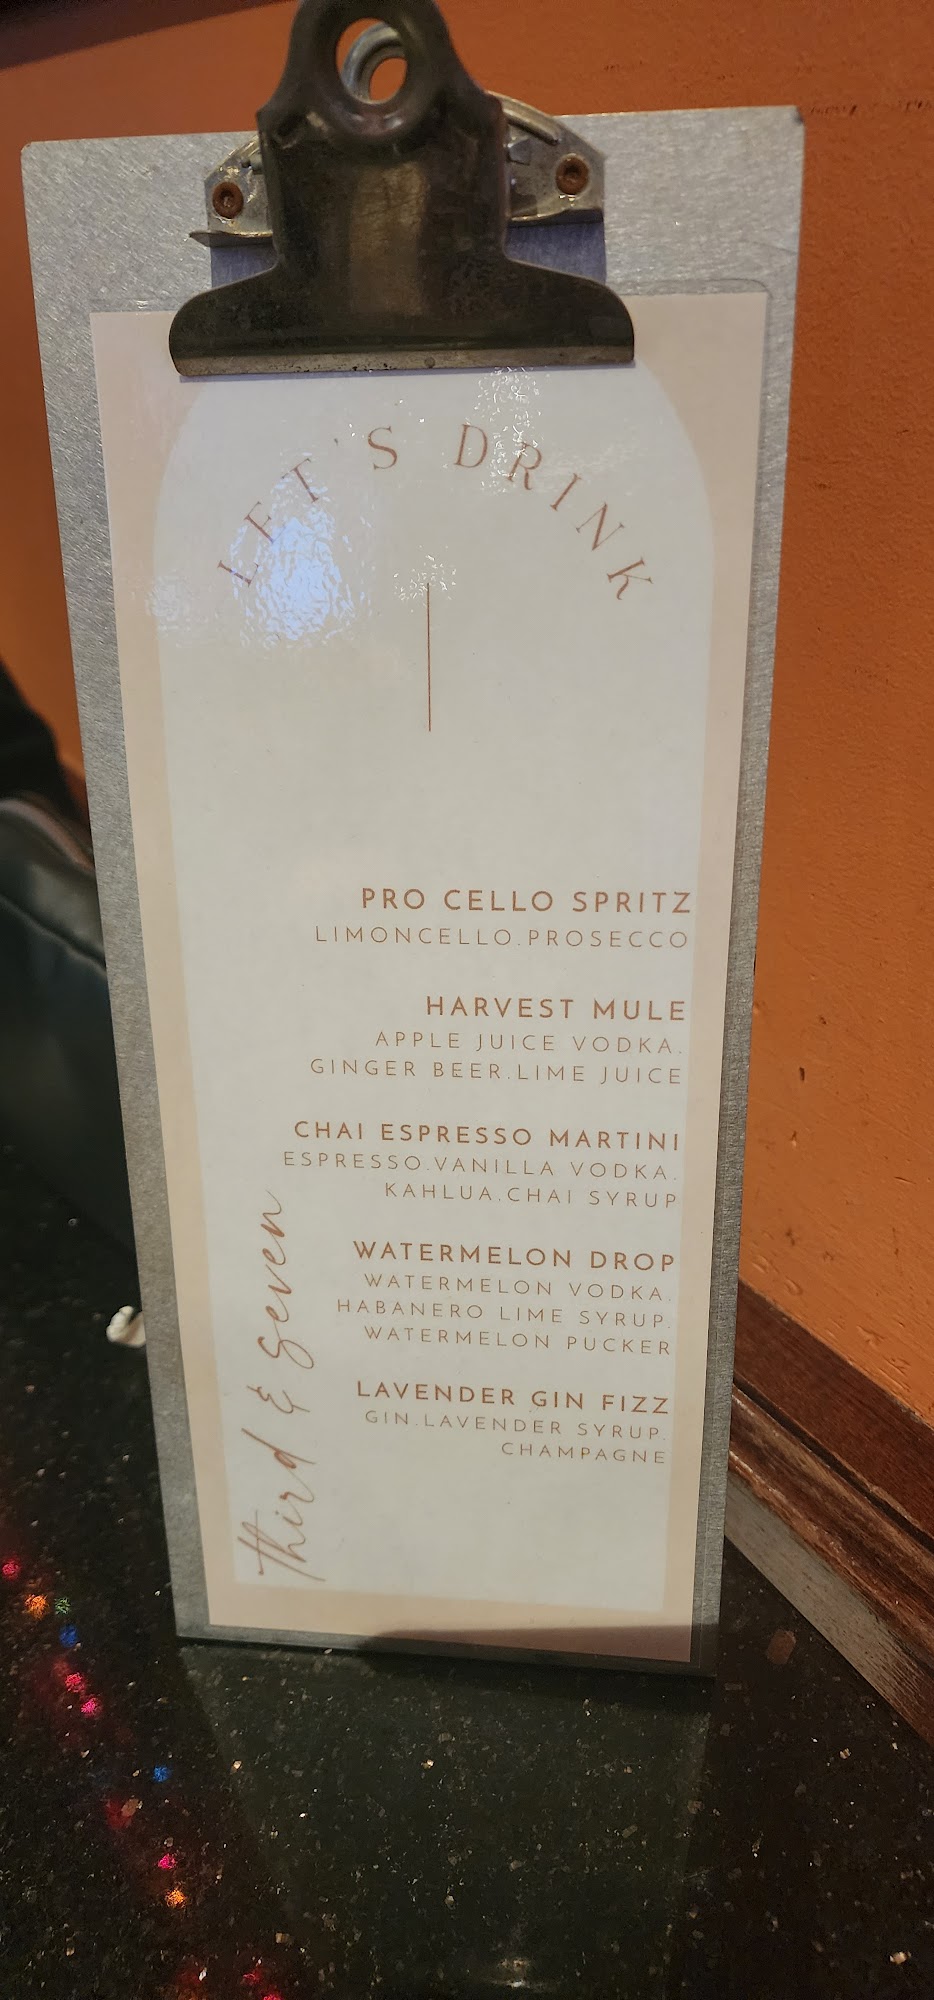 LET'S DRINK
PRO CELLO SPRITZ
LIMONCELLO.PROSECCO
HARVEST MULE
APPLE JUICE VODKA.
GINGER BEER.LIME JUICE
CHAI ESPRESSO MARTINI
ESPRESSO.VANILLA VODKA.
KAHLUA.CHAI SYRUP
WATERMELON DROP
WATERMELON VODKA.
HABANERO LIME SYRUP.
WATERMELON PUCKER
LAVENDER GIN FIZZ
GIN.LAVENDER SYRUP.
CHAMPAGNE
Third & Seven